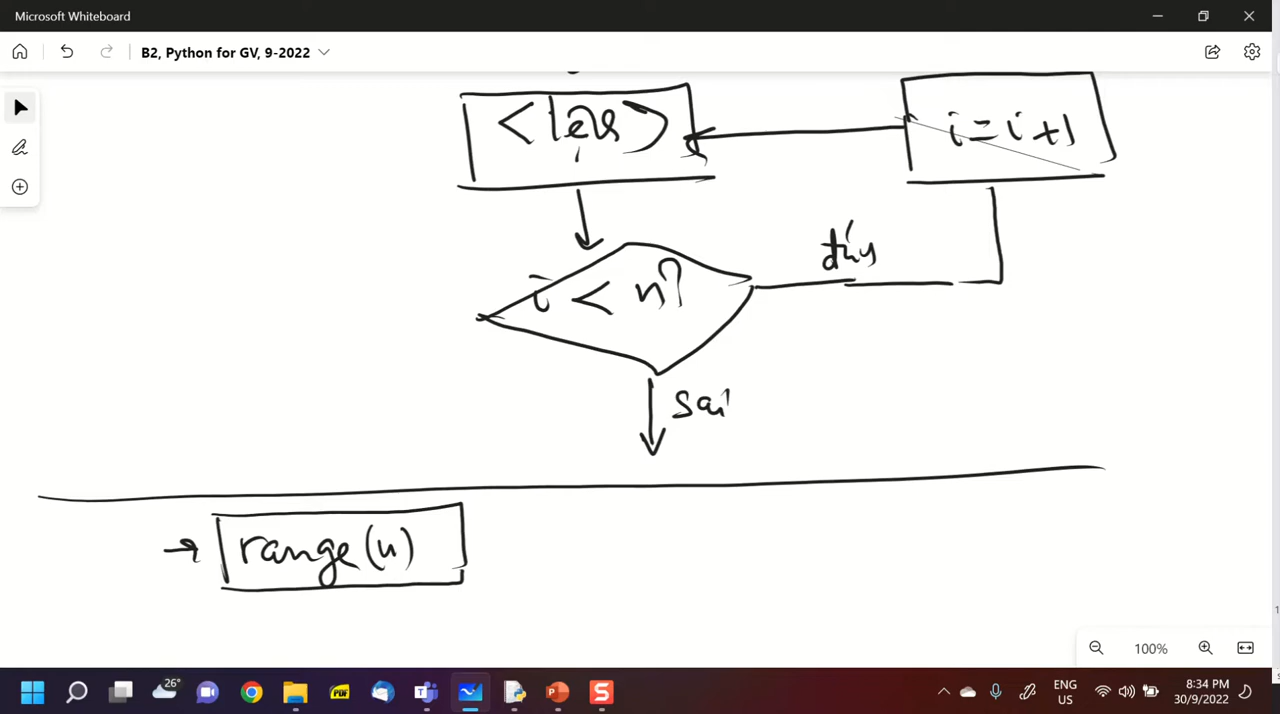 Microsoft Whiteboard
B2, Python for GV, 9-2022
<lệnh>
i = i + 1
i < n?
đúng
sai
→ range(n)
100%
26°
ENG
US
8:34 PM
30/9/2022